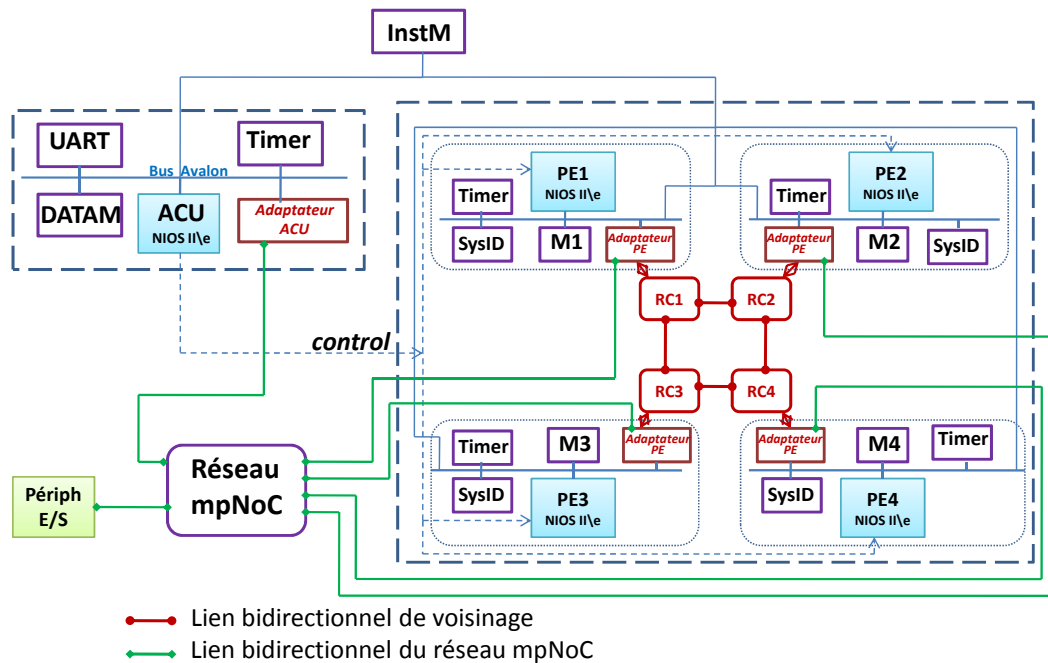 InstM
UART
Timer
Bus Avalon
DATAM
ACU
NIOS II\e
Adaptateur
ACU
control
PE1
NIOS II\e
Timer
SysID
M1
Adaptateur
PE
PE2
NIOS II\e
Timer
Adaptateur
PE
M2
SysID
RC1
RC2
RC3
RC4
Timer
M3
Adaptateur
PE
SysID
PE3
NIOS II\e
Adaptateur
PE
M4
Timer
SysID
PE4
NIOS II\e
Périph
E/S
Réseau
mpNoC
Lien bidirectionnel de voisinage
Lien bidirectionnel du réseau mpNoC